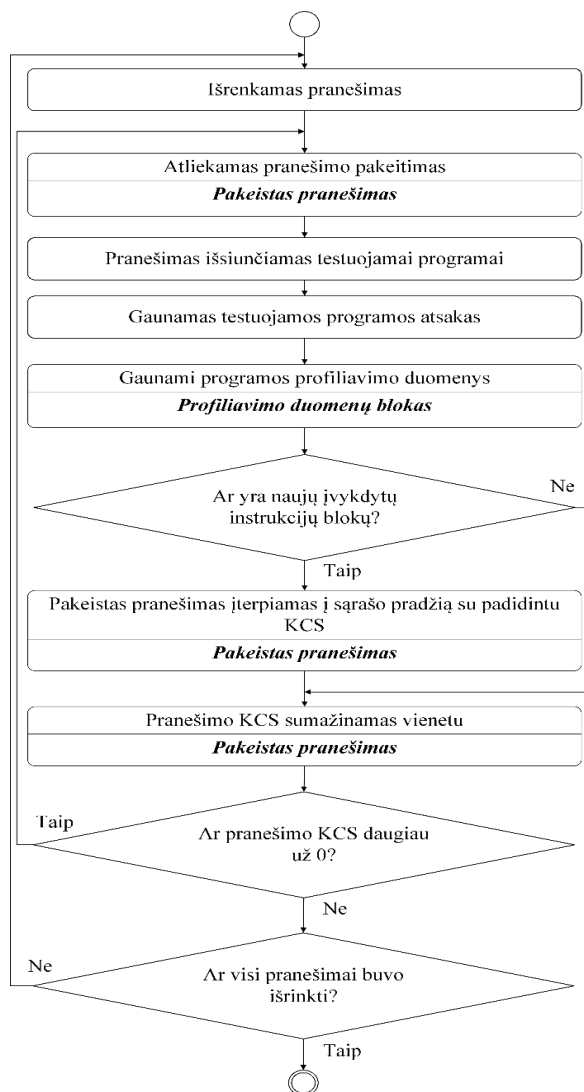 Išrenkamas pranešimas
Atliekamas pranešimo pakeitimas
Pakeistas pranešimas
Pranešimas išsiunčiamas testuojamai programai
Gaunamas testuojamos programos atsakas
Gaunami programos profiliavimo duomenys
Profiliavimo duomenų blokas
Ar yra naujų įvykdytų
instrukcijų blokų?
Ne
Taip
Pakeistas pranešimas įterpiamas į sąrašo pradžią su padidintu
KCS
Pakeistas pranešimas
Pranešimo KCS sumažinamas vienetu
Pakeistas pranešimas
Taip
Ar pranešimo KCS daugiau
už 0?
Ne
Ne
Ar visi pranešimai buvo
išrinkti?
Taip